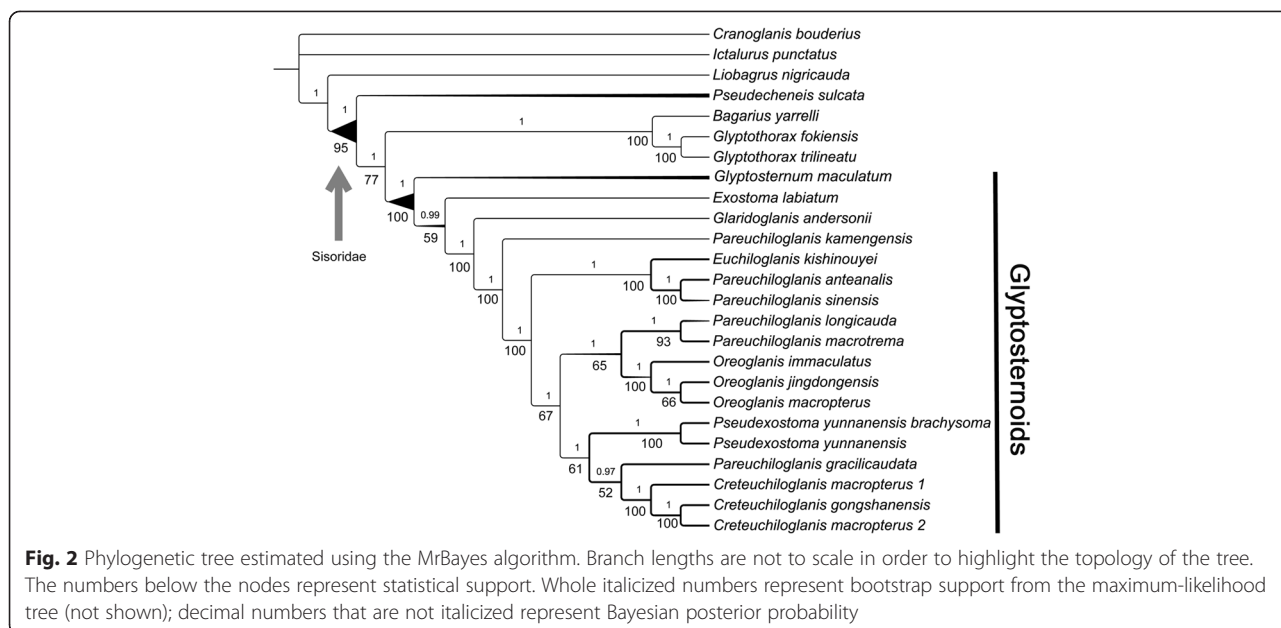 Cranoglanis bouderius
Ictalurus punctatus
1
Liobagrus nigricauda
1
Pseudecheneis sulcata
95
Sisoridae
1
77
1
Bagarius yarrelli
100
1
Glyptothorax fokiensis
100
Glyptothorax trilineatu
1
100
Glyptosternum maculatum
0.99
59
Exostoma labiatum
1
100
Glaridoglanis andersonii
1
100
Pareuchiloglanis kamengensis
1
100
1
Euchiloglanis kishinouyei
100
1
Pareuchiloglanis anteanalis
100
Pareuchiloglanis sinensis
1
67
1
65
1
Pareuchiloglanis longicauda
93
Pareuchiloglanis macrotrema
1
Oreoglanis immaculatus
100
1
Oreoglanis jingdongensis
66
Oreoglanis macropterus
1
61
1
Pseudexostoma yunnanensis brachysoma
100
Pseudexostoma yunnanensis
0.97
52
Pareuchiloglanis gracilicaudata
1
Creteuchiloglanis macropterus 1
100
1
Creteuchiloglanis gongshanensis
100
Creteuchiloglanis macropterus 2
Glyptosternoids
Fig. 2 Phylogenetic tree estimated using the MrBayes algorithm. Branch lengths are not to scale in order to highlight the topology of the tree.
The numbers below the nodes represent statistical support. Whole italicized numbers represent bootstrap support from the maximum-likelihood
tree (not shown); decimal numbers that are not italicized represent Bayesian posterior probability